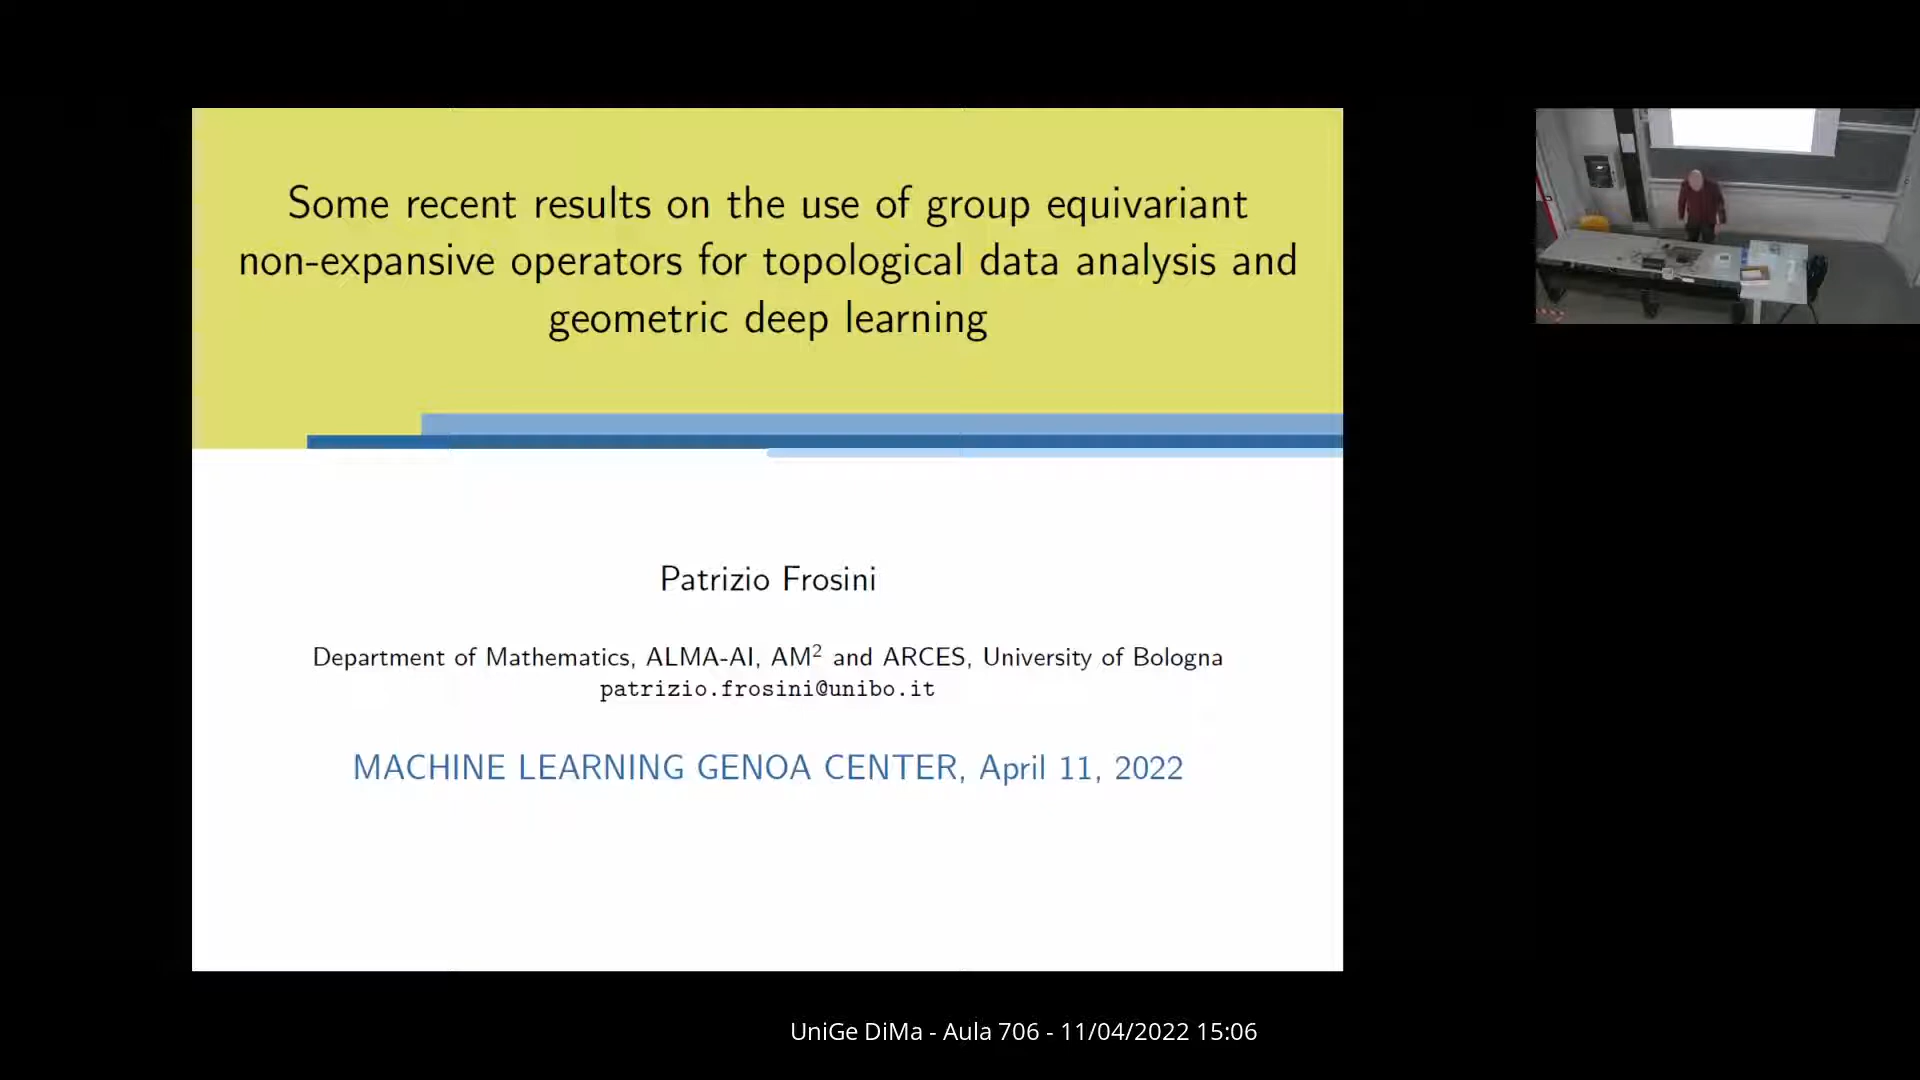 Some recent results on the use of group equivariant
non-expansive operators for topological data analysis and
geometric deep learning
Patrizio Frosini
Department of Mathematics, ALMA-AI, AM² and ARCES, University of Bologna
patrizio.frosini@unibo.it
MACHINE LEARNING GENOA CENTER, April 11, 2022
UniGe DiMa - Aula 706 - 11/04/2022 15:06